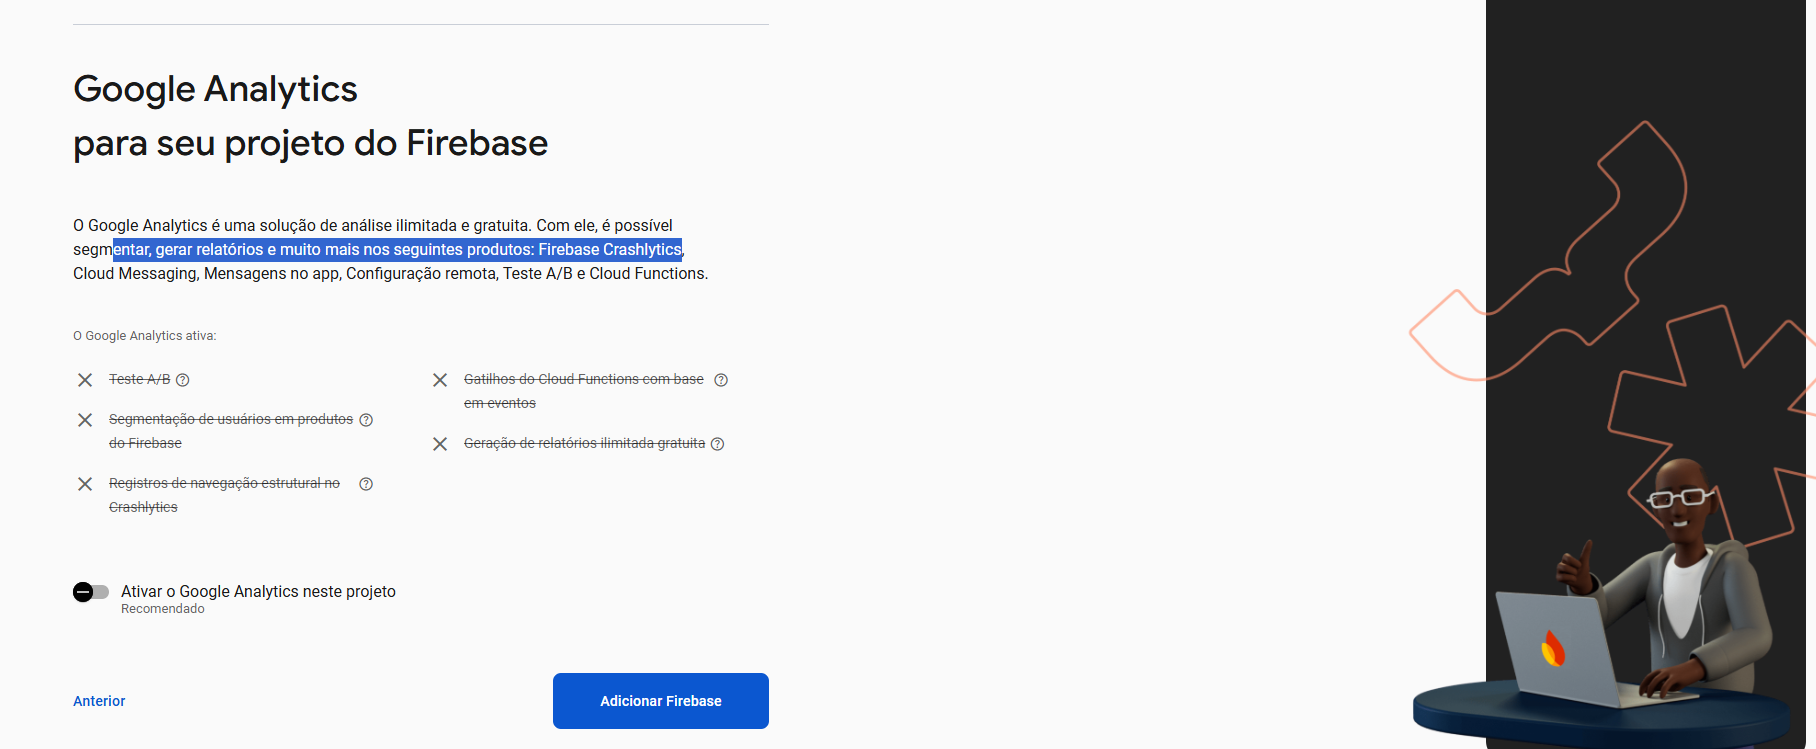 Google Analytics
para seu projeto do Firebase
O Google Analytics é uma solução de análise ilimitada e gratuita. Com ele, é possível
segmentar, gerar relatórios e muito mais nos seguintes produtos: Firebase Crashlytics,
Cloud Messaging, Mensagens no app, Configuração remota, Teste A/B e Cloud Functions.
O Google Analytics ativa:
Teste A/B
Segmentação de usuários em produtos
do Firebase
Registros de navegação estrutural no
Crashlytics
Gatilhos do Cloud Functions com base
em eventos
Geração de relatórios ilimitada gratuita
Ativar o Google Analytics neste projeto
Recomendado
Anterior
Adicionar Firebase